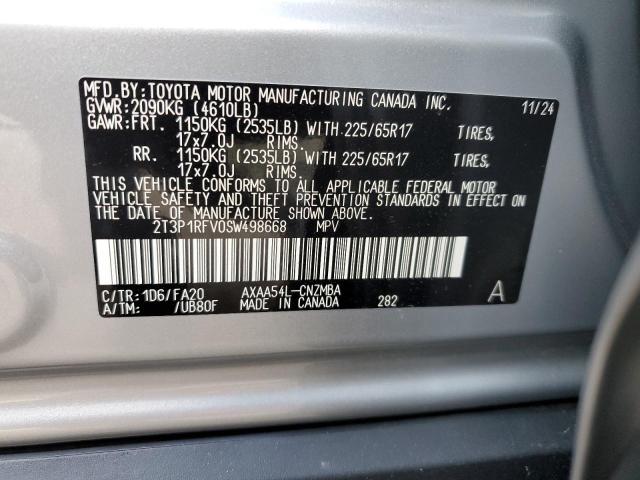 MFD.BY:TOYOTA MOTOR MANUFACTURING CANADA INC. 11/24
GVWR:2090KG (4610LB)
GAWR:FRT. 1150KG (2535LB) WITH 225/65R17 TIRES,
17x7.0J RIMS.
RR. 1150KG (2535LB) WITH 225/65R17 TIRES,
17x7.0J RIMS.
THIS VEHICLE CONFORMS TO ALL APPLICABLE FEDERAL MOTOR
VEHICLE SAFETY AND THEFT PREVENTION STANDARDS IN EFFECT ON
THE DATE OF MANUFACTURE SHOWN ABOVE.
2T3P1RFV0SW498668 MPV
C/TR:1D6/FA20 AXAA54L-CNZMBA
A/TM: /UB80F MADE IN CANADA 282 A